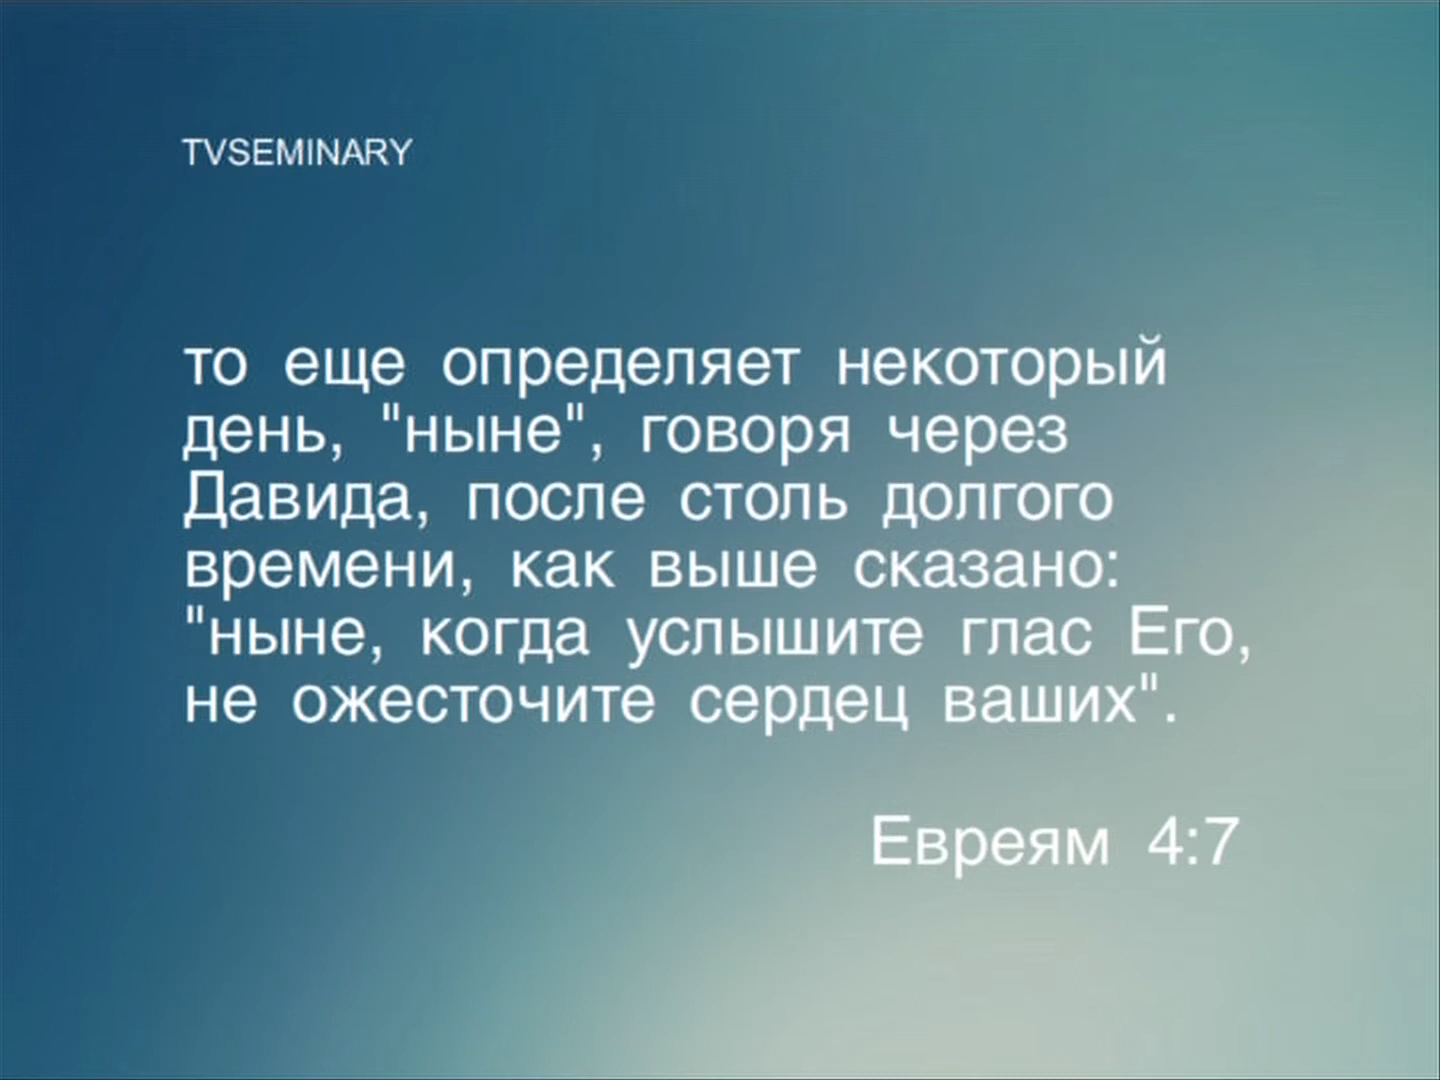 TVSEMINARY
то еще определяет некоторый
день, "ныне", говоря через
Давида, после столь долгого
времени, как выше сказано:
"ныне, когда услышите глас Его,
не ожесточите сердец ваших".
Евреям 4:7